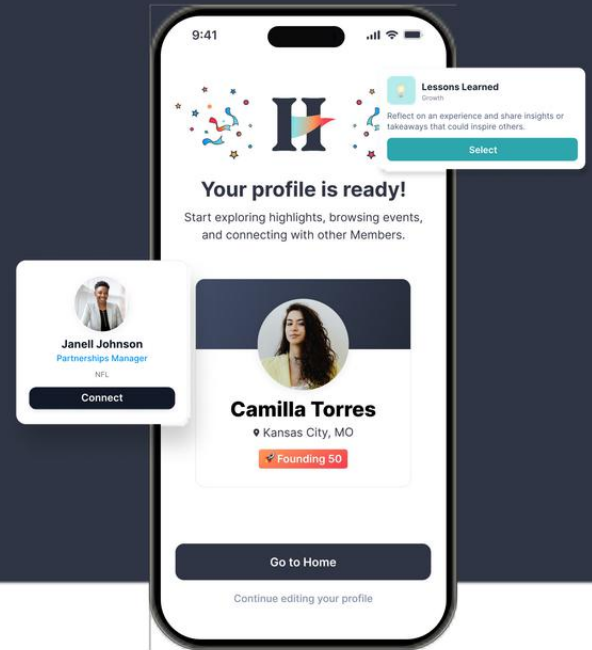 9:41
H
Lessons Learned
Growth
Reflect on an experience and share insights or
takeaways that could inspire others.
Select
Your profile is ready!
Start exploring highlights, browsing events,
and connecting with other Members.
Janell Johnson
Partnerships Manager
NFL
Connect
Camilla Torres
Kansas City, MO
Founding 50
Go to Home
Continue editing your profile